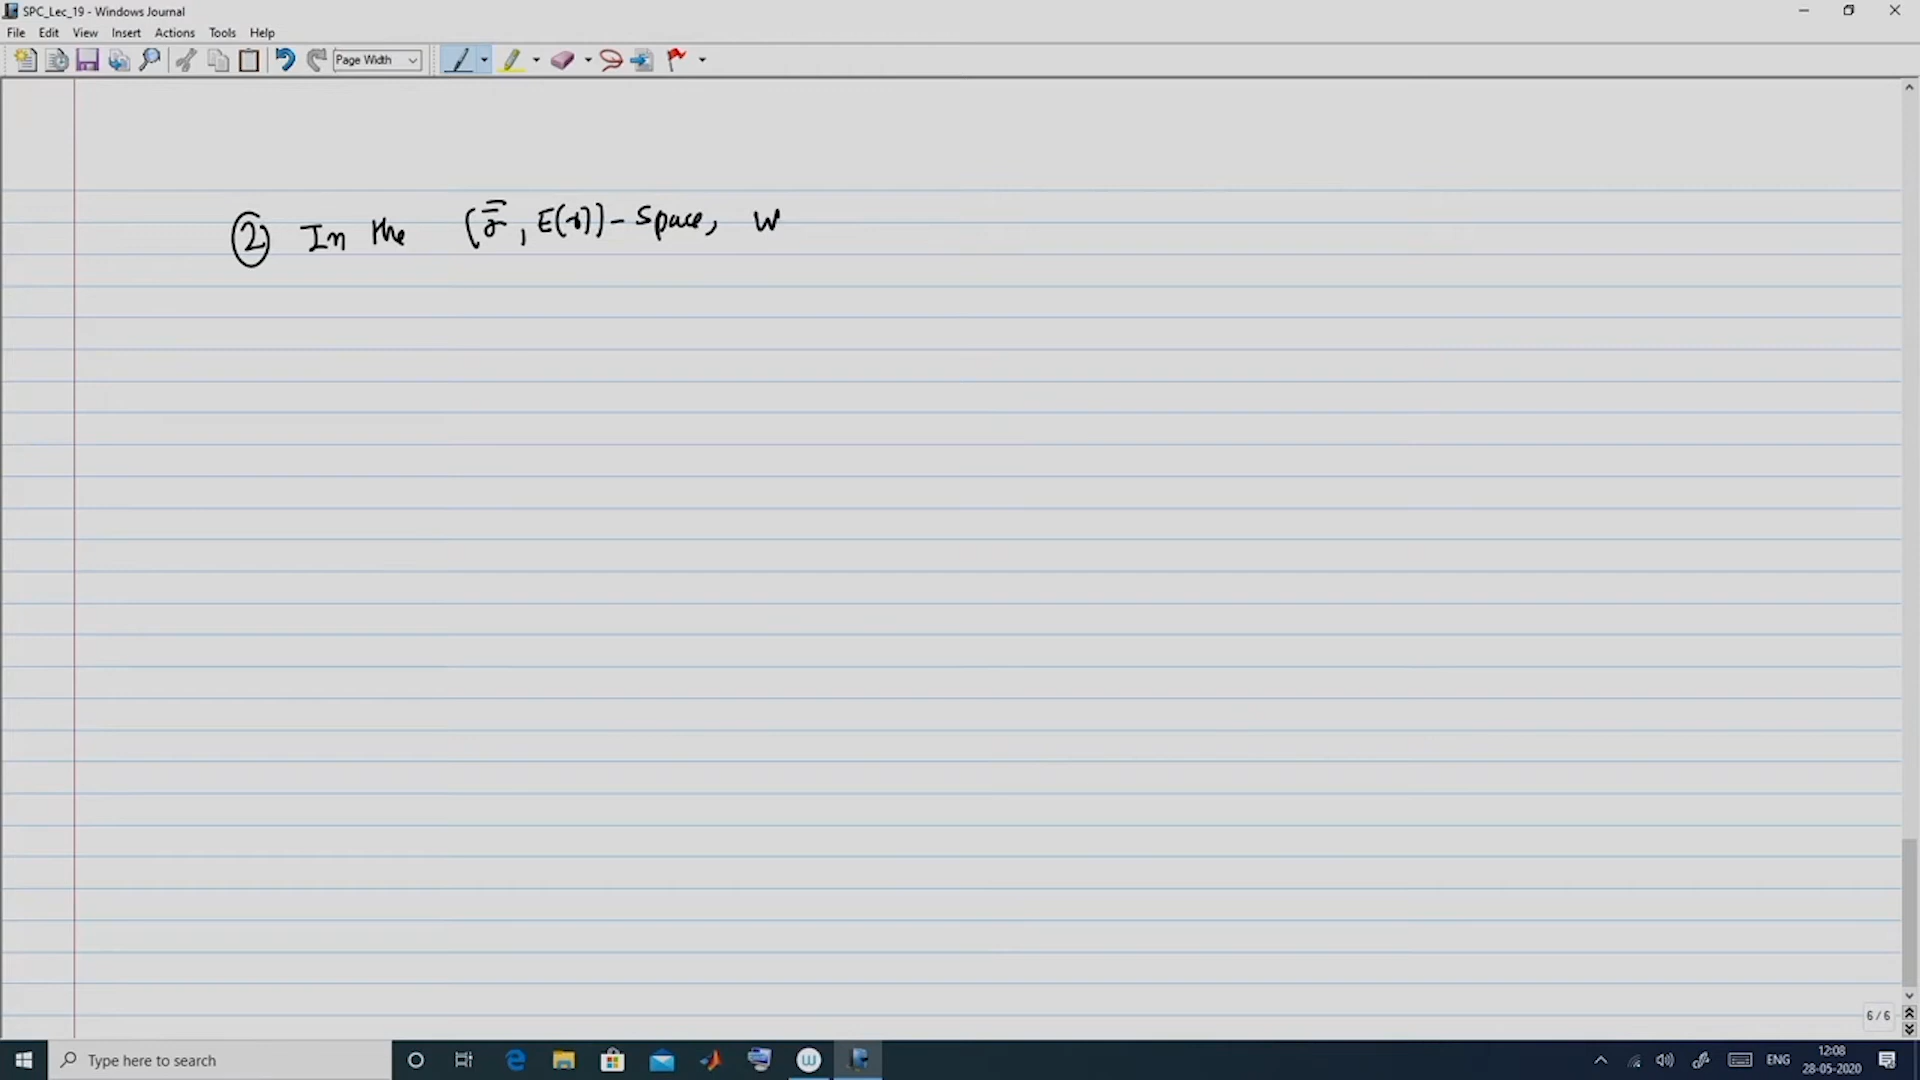 SPC_Lec_19 - Windows Journal
File Edit View Insert Actions Tools Help
Page Width
② In the (, E(r)) - Space, w
6 / 6
Type here to search
ENG
12:08
28-05-2020